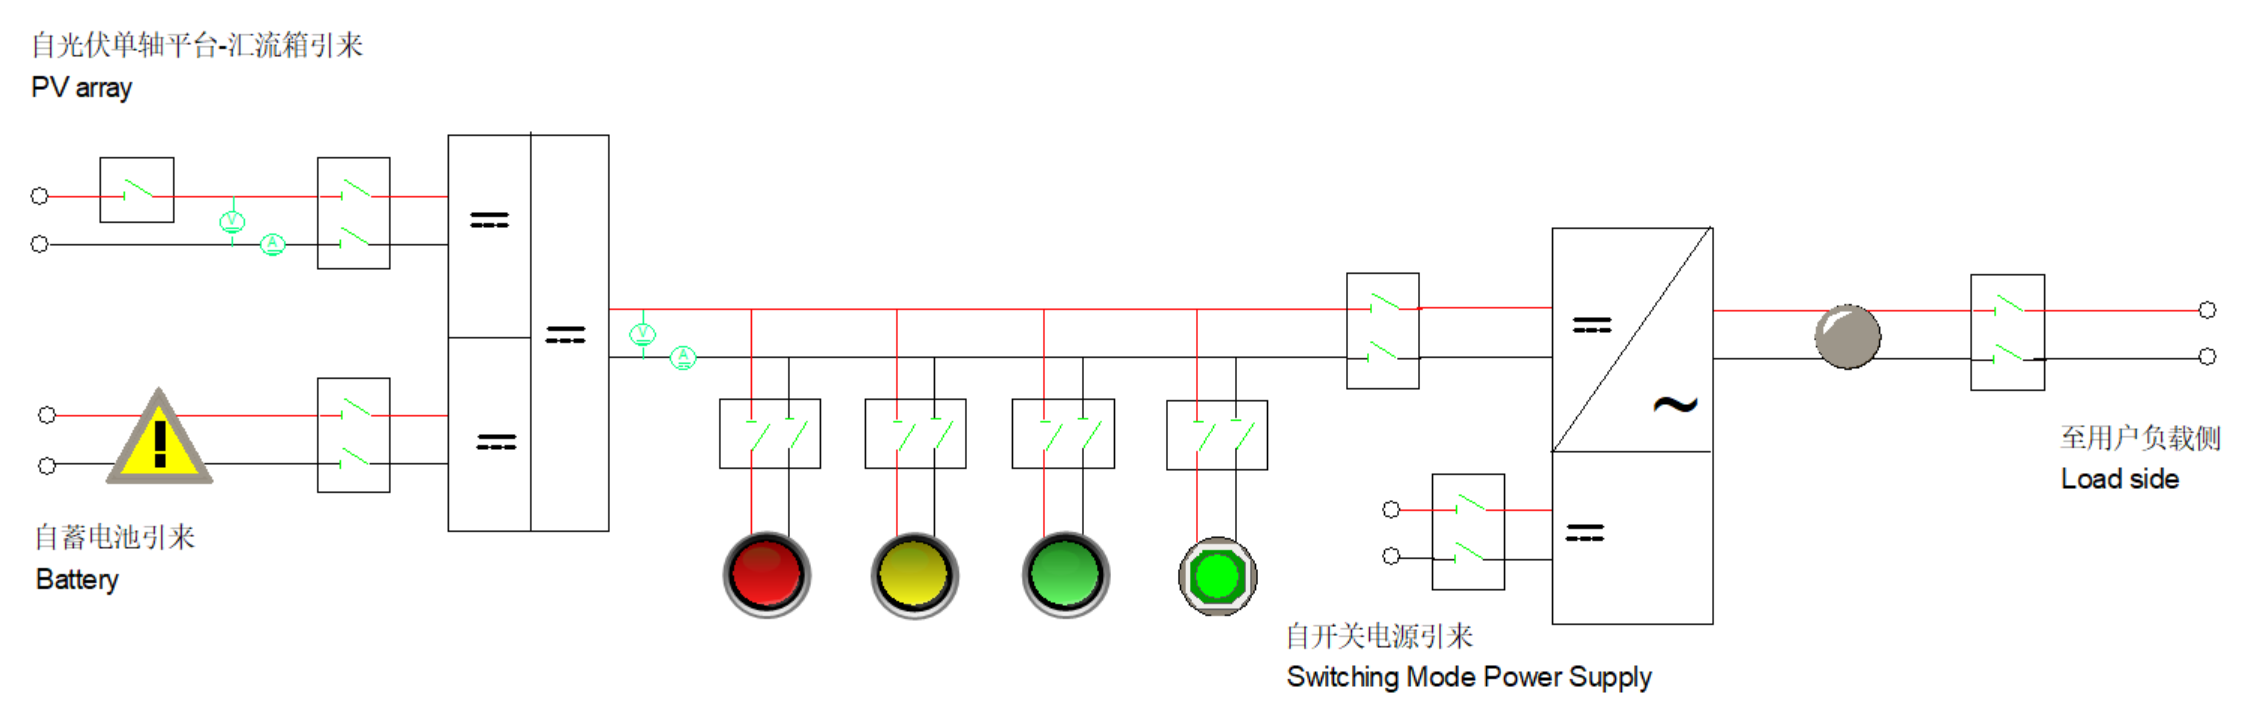 自光伏单轴平台-汇流箱引来
PV array
V
A
V
A
~
至用户负载侧
Load side
自蓄电池引来
Battery
自开关电源引来
Switching Mode Power Supply